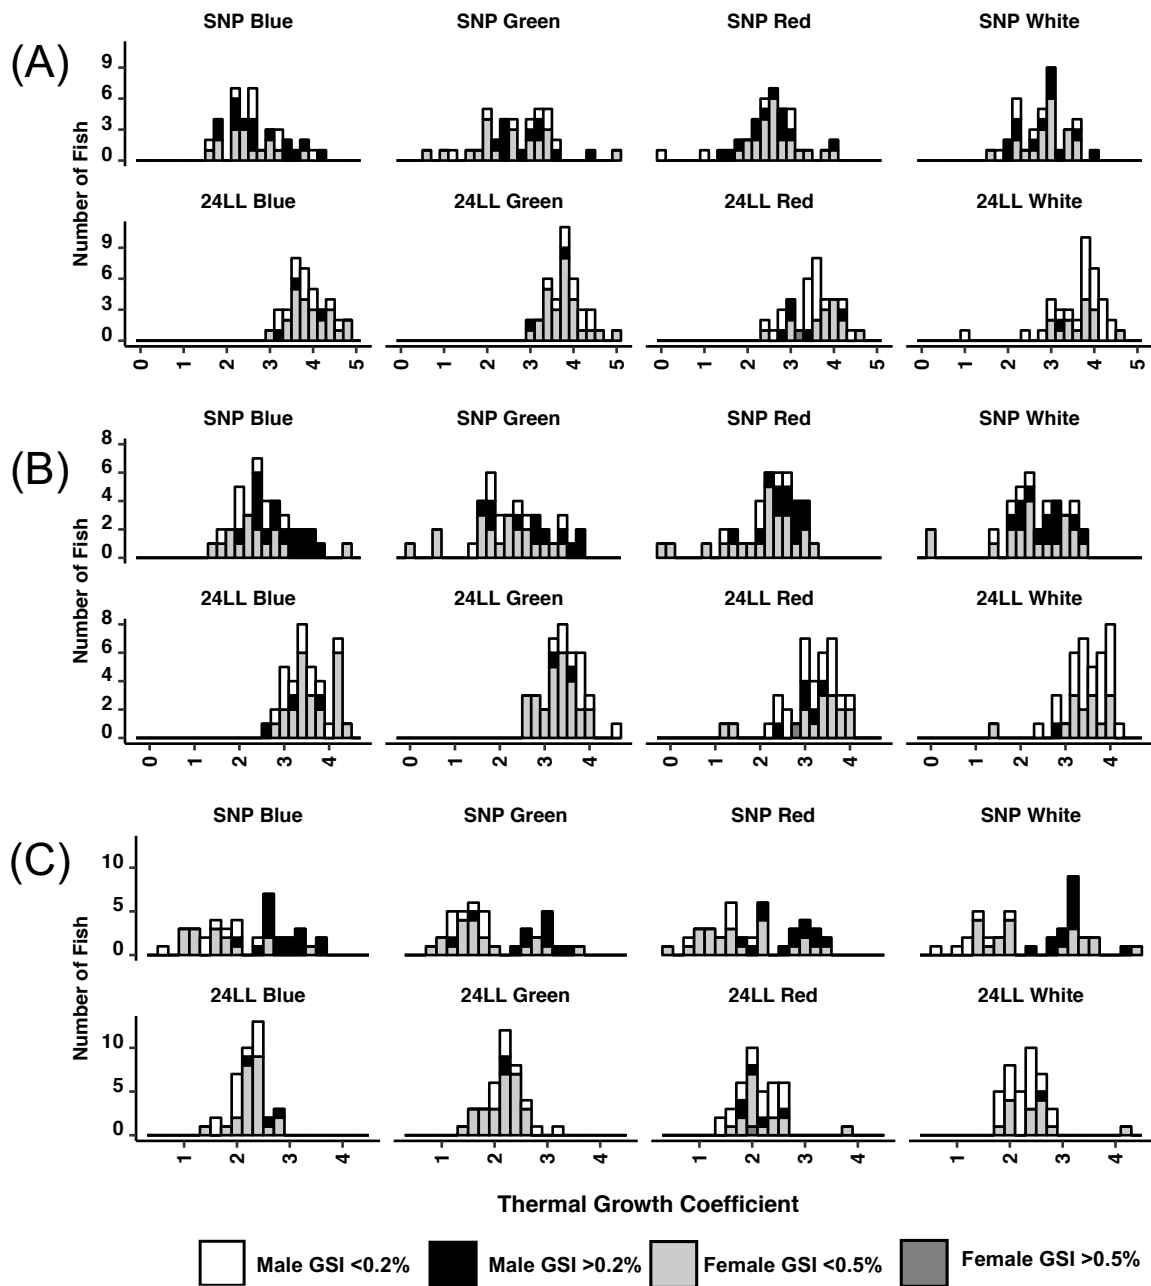 SNP Blue SNP Green SNP Red SNP White
(A)
Number of Fish
9
6
3
0
24LL Blue 24LL Green 24LL Red 24LL White
9
6
3
0
0 1 2 3 4 5 0 1 2 3 4 5 0 1 2 3 4 5 0 1 2 3 4 5
SNP Blue SNP Green SNP Red SNP White
(B)
Number of Fish
8
6
4
2
0
24LL Blue 24LL Green 24LL Red 24LL White
8
6
4
2
0
0 1 2 3 4 0 1 2 3 4 0 1 2 3 4 0 1 2 3 4
SNP Blue SNP Green SNP Red SNP White
(C)
Number of Fish
10
5
0
24LL Blue 24LL Green 24LL Red 24LL White
10
5
0
1 2 3 4 1 2 3 4 1 2 3 4 1 2 3 4
Thermal Growth Coefficient
Male GSI <0.2% Male GSI >0.2% Female GSI <0.5% Female GSI >0.5%